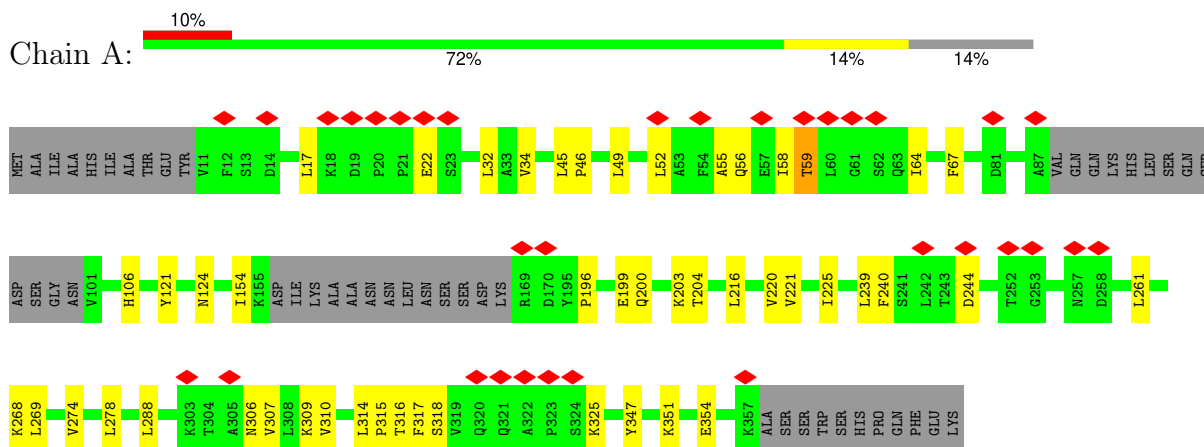 10%
Chain A:
72% 14% 14%
MET ALA ILE ALA HIS ILE ALA THR GLU TYR V11 F12 S13 D14 L17 K18 D19 P20 P21 E22 S23 L32 A33 V34 L45 P46 L49 L52 A53 F54 A55 Q56 E57 I58 T59 L60 G61 S62 Q63 I64 F67 D81 A87 VAL GLN GLN LYS HIS LEU SER GLN
ASP SER GLY ASN V101 H106 Y121 N124 I154 K155 ASP ILE LYS ALA ALA ASN ASN LEU ASN SER SER ASP LYS R169 D170 Y195 P196 E199 Q200 K203 T204 L216 V220 V221 I225 L239 F240 S241 L242 T243 D244 T252 G253 N257 D258 L261
K268 L269 V274 L278 L288 K303 T304 A305 N306 V307 L308 K309 V310 L314 P315 T316 F317 S318 V319 Q320 Q321 A322 P323 S324 K325 Y347 K351 E354 K357 ALA SER SER TRP SER HIS PRO GLN PHE GLU LYS